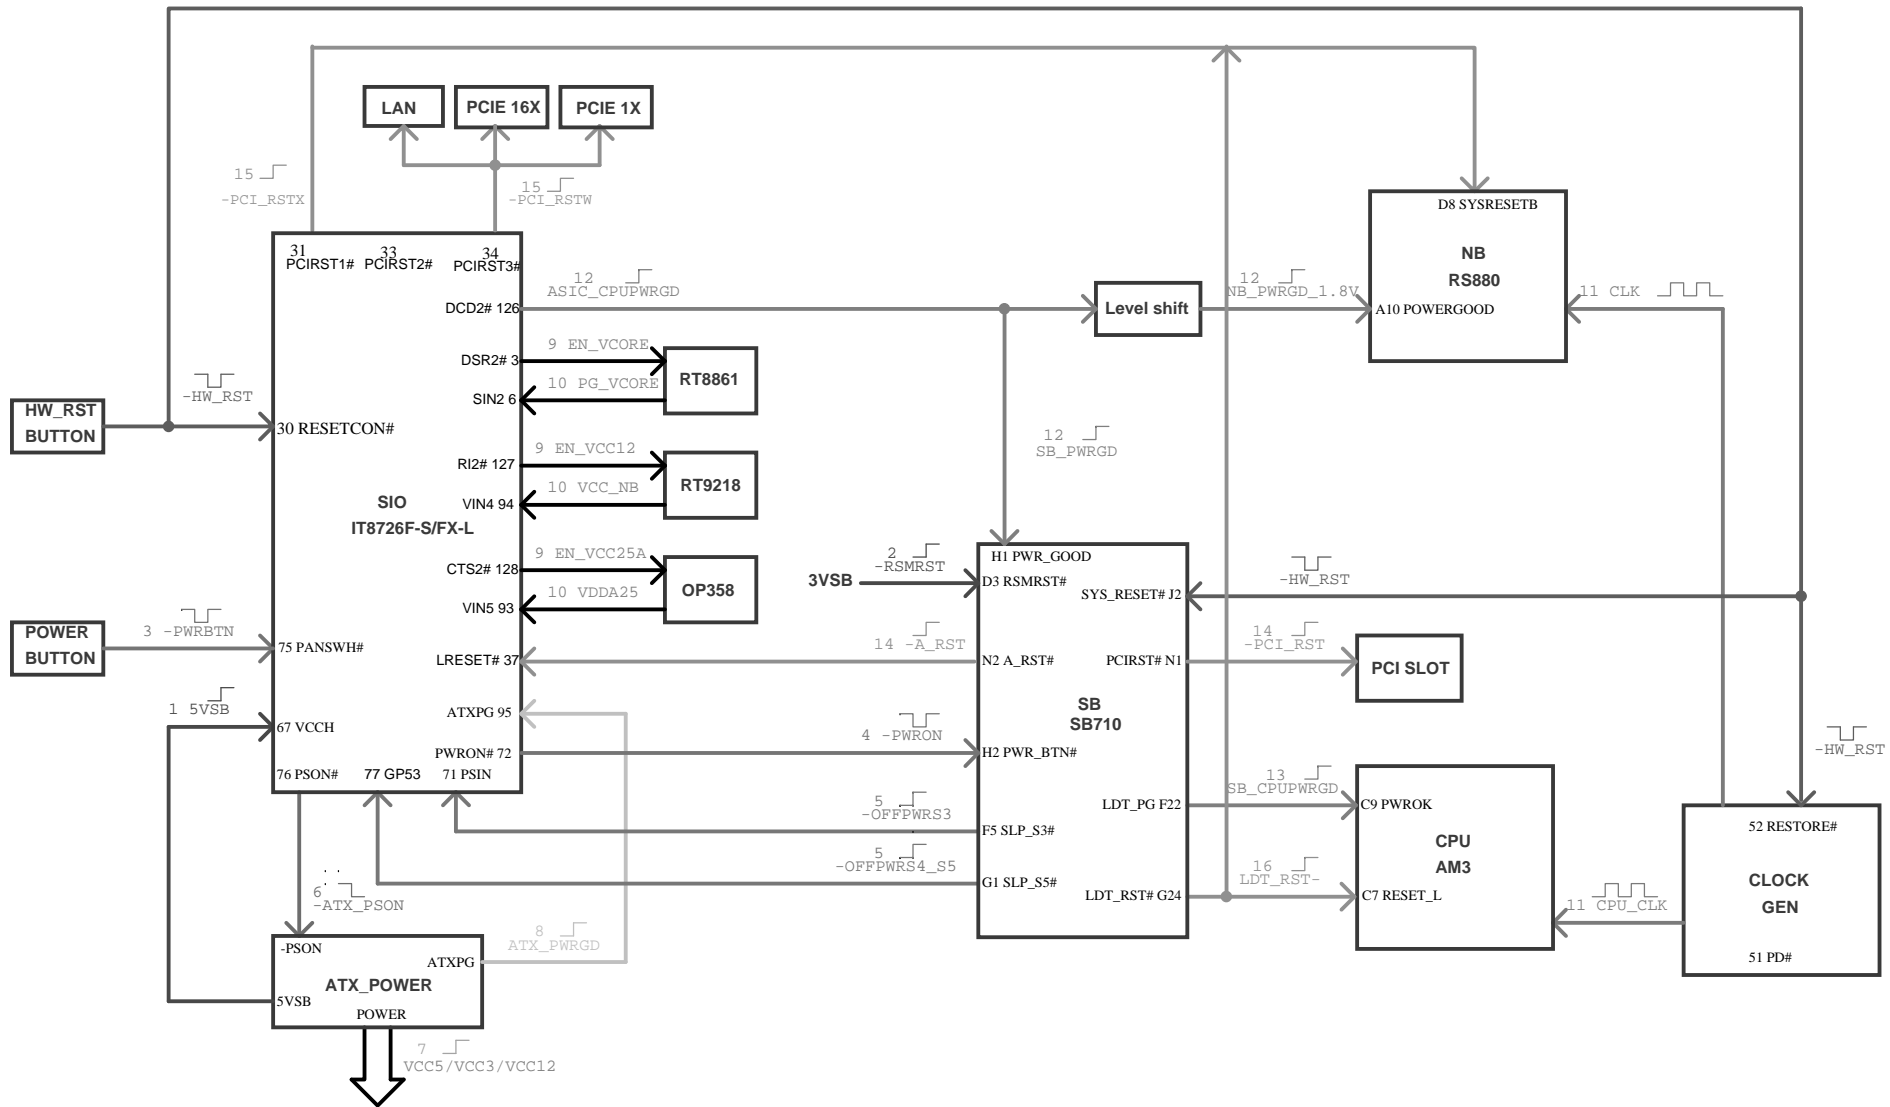 LAN
PCIE 16X
PCIE 1X
15
-PCI_RSTX
15
-PCI_RSTW
31
PCIRST1#
33
PCIRST2#
34
PCIRST3#
D8 SYSRESETB
NB
RS880
A10 POWERGOOD
12
ASIC_CPUPWRGD
DCD2# 126
Level shift
12
NB_PWRGD_1.8V
11 CLK
9 EN_VCORE
DSR2# 3
RT8861
10 PG_VCORE
SIN2 6
-HW_RST
HW_RST
BUTTON
30 RESETCON#
9 EN_VCC12
RI2# 127
RT9218
10 VCC_NB
VIN4 94
12
SB_PWRGD
SIO
IT8726F-S/FX-L
9 EN_VCC25A
CTS2# 128
OP358
10 VDDA25
VIN5 93
2
-RSMRST
3VSB
H1 PWR_GOOD
D3 RSMRST#
SYS_RESET# J2
-HW_RST
POWER
BUTTON
3 -PWRBTN
75 PANSWH#
LRESET# 37
14 -A_RST
N2 A_RST#
PCIRST# N1
14
-PCI_RST
PCI SLOT
1 5VSB
67 VCCH
ATXPG 95
SB
SB710
PWRON# 72
4 -PWRON
H2 PWR_BTN#
-HW_RST
76 PSON#
77 GP53
71 PSIN
13
SB_CPUPWRGD
LDT_PG F22
C9 PWROK
5
-OFFPWRS3
F5 SLP_S3#
CPU
AM3
52 RESTORE#
5
-OFFPWRS4_S5
G1 SLP_S5#
16
LDT_RST-
LDT_RST# G24
C7 RESET_L
CLOCK
GEN
11 CPU_CLK
6
-ATX_PSON
-PSON
8
ATX_PWRGD
ATXPG
51 PD#
ATX_POWER
5VSB
POWER
7
VCC5/VCC3/VCC12